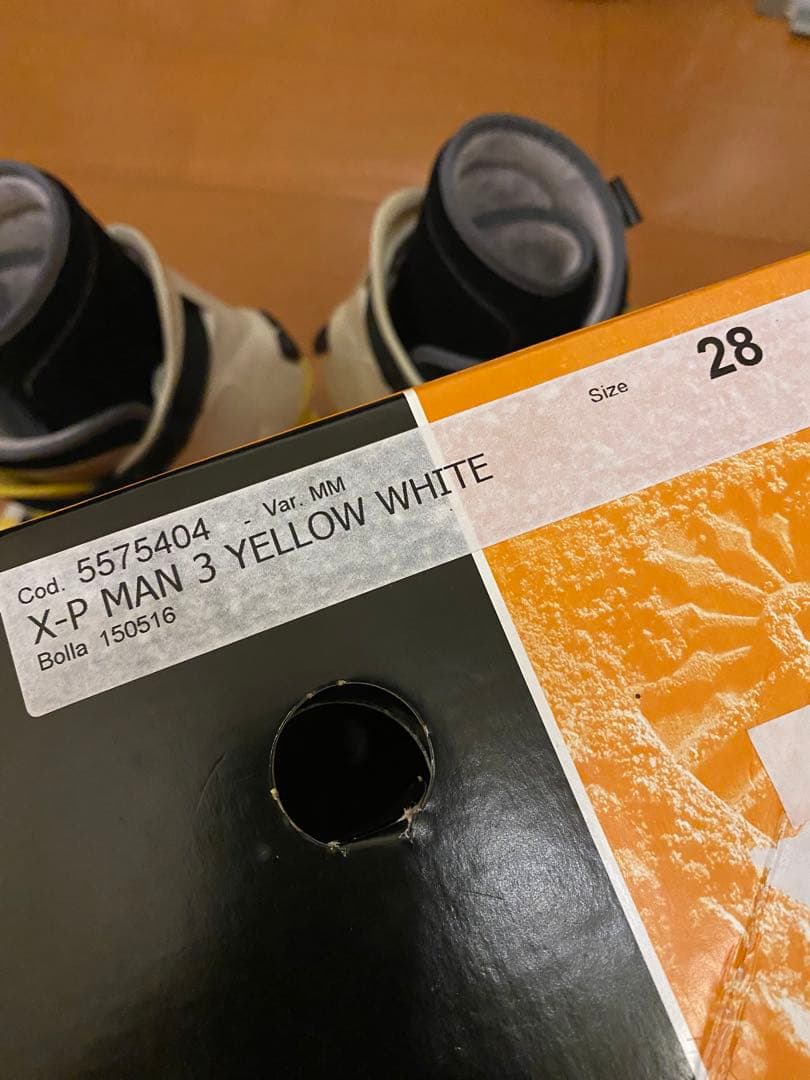 Size 28
Cod. 5575404 - Var. MM
X-P MAN 3 YELLOW WHITE
Bolla 150516